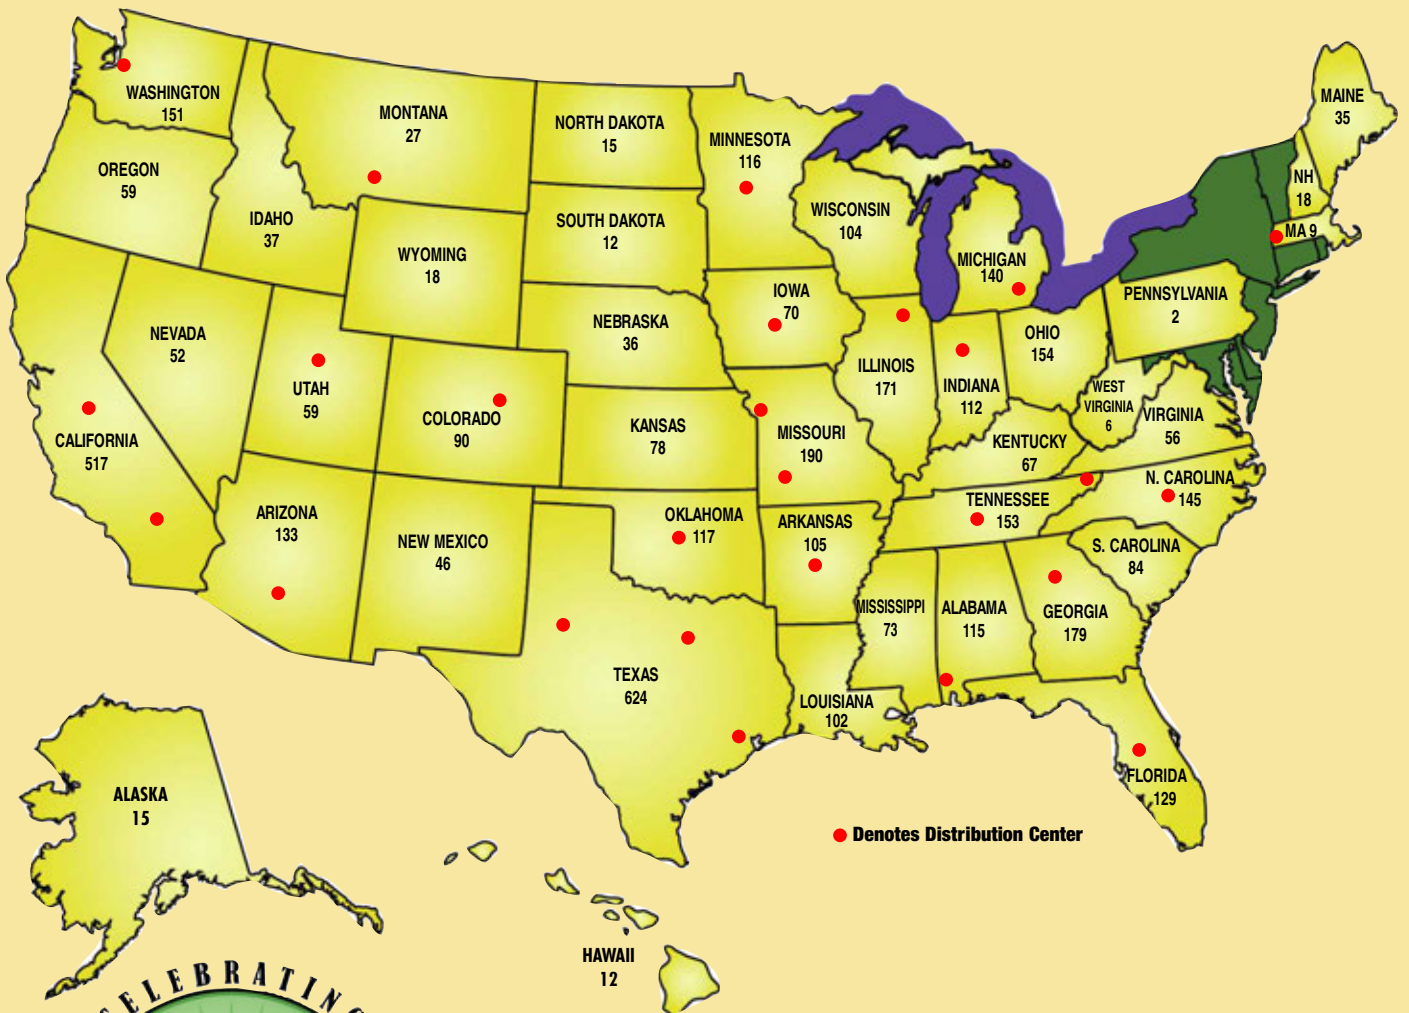 WASHINGTON
151
MONTANA
27
NORTH DAKOTA
15
MINNESOTA
116
MAINE
35
OREGON
59
IDAHO
37
SOUTH DAKOTA
12
WISCONSIN
104
NH
18
MA 9
WYOMING
18
MICHIGAN
140
IOWA
70
PENNSYLVANIA
2
NEVADA
52
NEBRASKA
36
OHIO
154
ILLINOIS
171
INDIANA
112
UTAH
59
COLORADO
90
KANSAS
78
WEST
VIRGINIA
6
VIRGINIA
56
CALIFORNIA
517
MISSOURI
190
KENTUCKY
67
N. CAROLINA
145
TENNESSEE
153
ARIZONA
133
NEW MEXICO
46
OKLAHOMA
117
ARKANSAS
105
S. CAROLINA
84
MISSISSIPPI
73
ALABAMA
115
GEORGIA
179
TEXAS
624
LOUISIANA
102
FLORIDA
129
ALASKA
15
Denotes Distribution Center
HAWAII
12
CELEBRATING